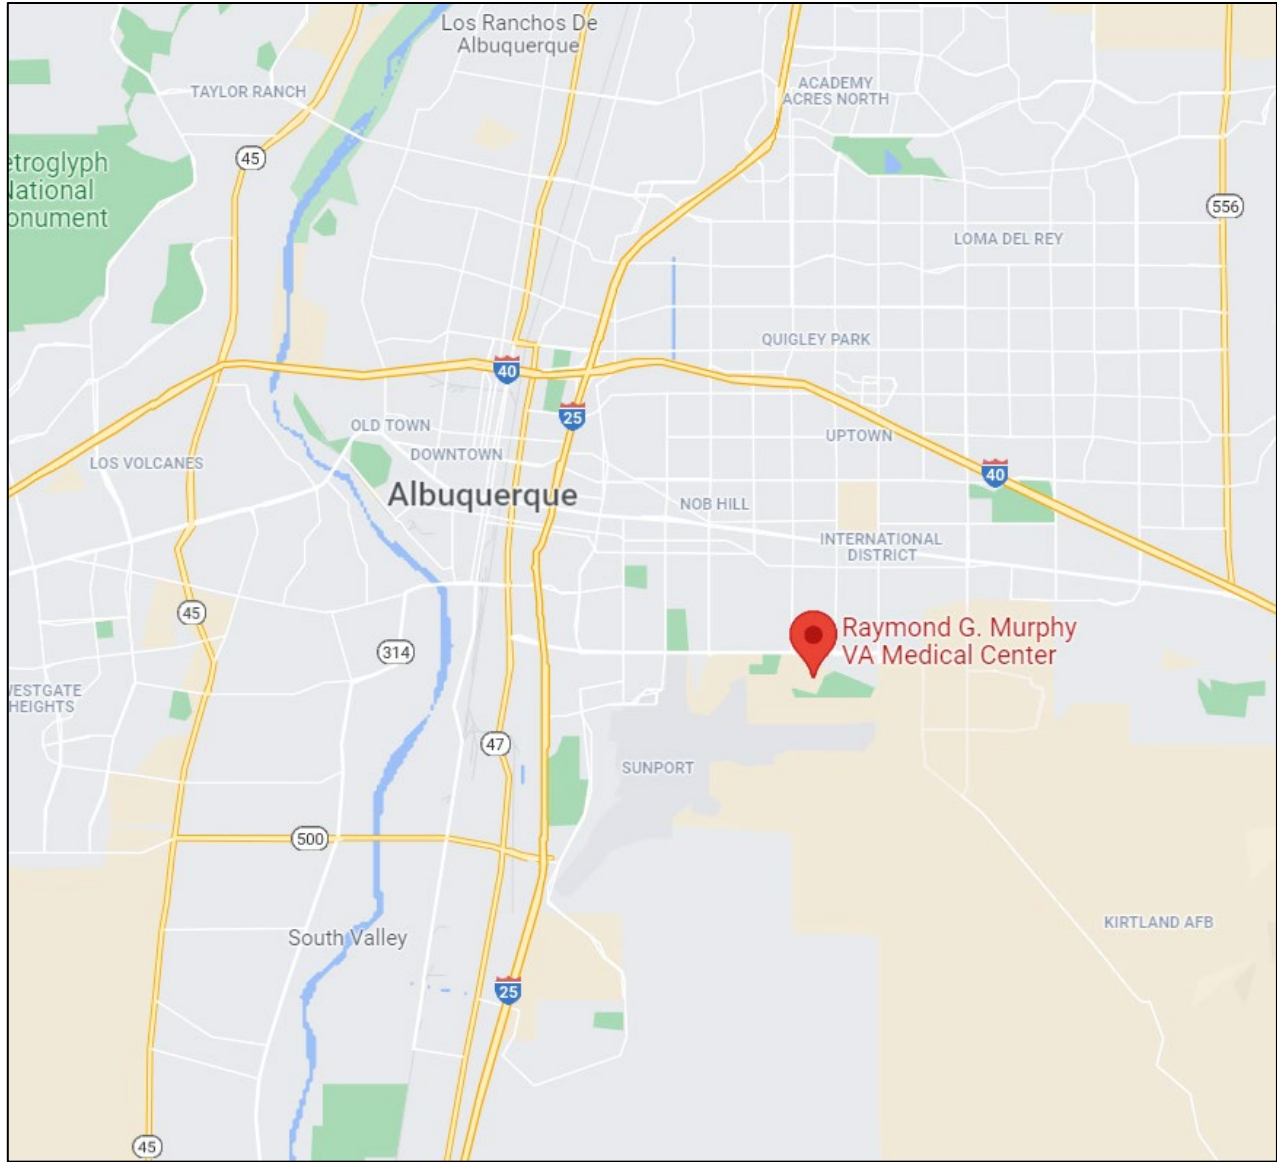 Los Ranchos De
Albuquerque
TAYLOR RANCH
ACADEMY
ACRES NORTH
45
etroglyph
National
onument
556
LOMA DEL REY
QUIGLEY PARK
40
25
OLD TOWN
UPTOWN
DOWNTOWN
LOS VOLCANES
40
Albuquerque
NOB HILL
INTERNATIONAL
DISTRICT
45
Raymond G. Murphy
VA Medical Center
314
WESTGATE
HEIGHTS
47
SUNPORT
500
KIRTLAND AFB
South Valley
25
45